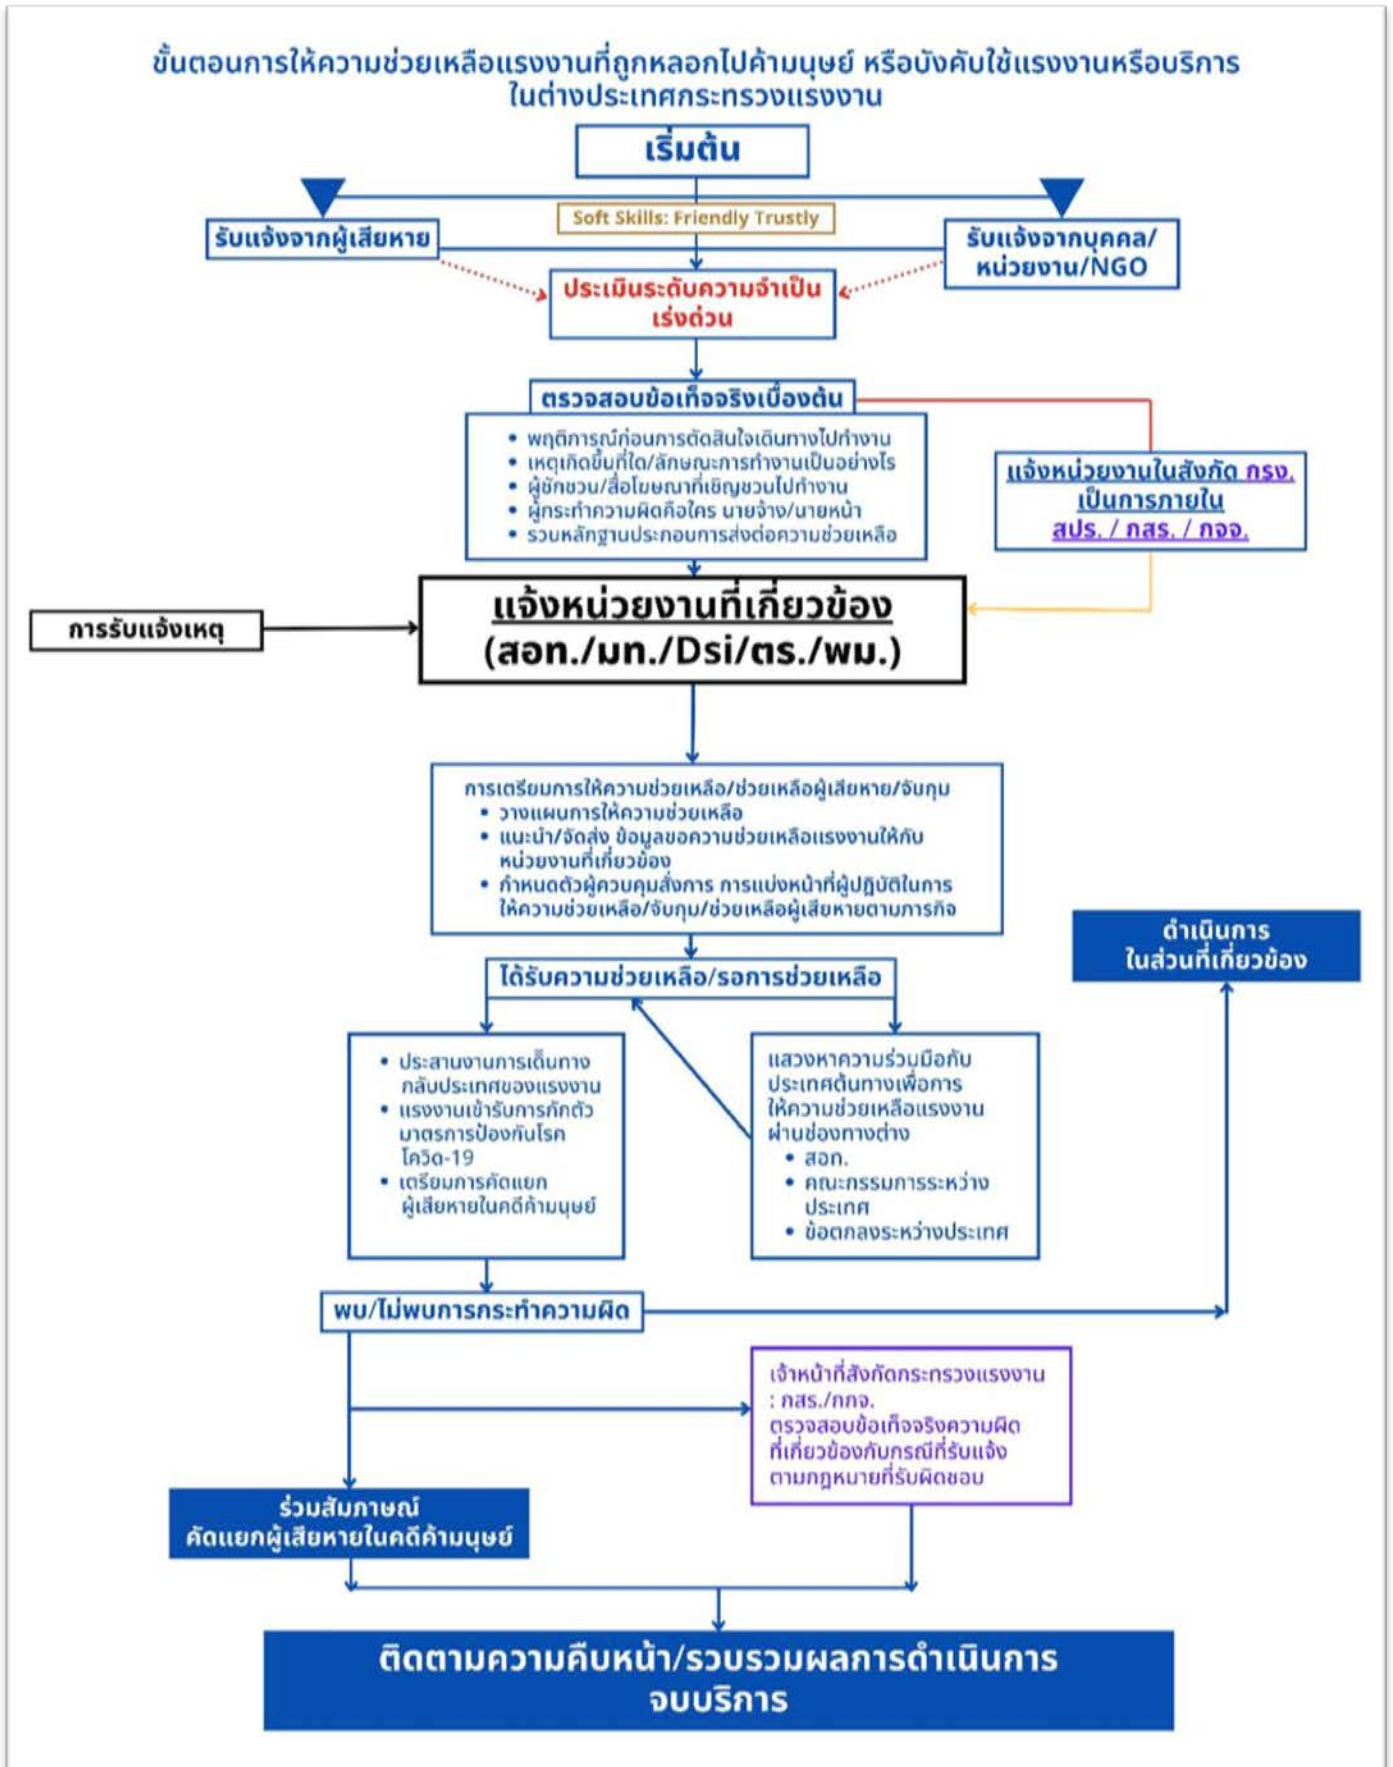 ขั้นตอนการให้ความช่วยเหลือแรงงานที่ถูกหลอกไปค้ามนุษย์ หรือบังคับใช้แรงงานหรือบริการ
ในต่างประเทศกระทรวงแรงงาน
เริ่มต้น
Soft Skills: Friendly Trustly
รับแจ้งจากผู้เสียหาย
รับแจ้งจากบุคคล/
หน่วยงาน/NGO
ประเมินระดับความจำเป็น
เร่งด่วน
ตรวจสอบข้อเท็จจริงเบื้องต้น
• พฤติการณ์ก่อนการตัดสินใจเดินทางไปทำงาน
• เหตุเกิดขึ้นที่ใด/ลักษณะการทำงานเป็นอย่างไร
• ผู้ชักชวน/สื่อโฆษณาที่เชิญชวนไปทำงาน
• ผู้กระทำความผิดคือใคร นายจ้าง/นายหน้า
• รวบหลักฐานประกอบการส่งต่อความช่วยเหลือ
แจ้งหน่วยงานในสังกัด กรง.
เป็นการภายใน
สปร. / กสร. / กจจ.
การรับแจ้งเหตุ
แจ้งหน่วยงานที่เกี่ยวข้อง
(สอท./มท./Dsi/ตร./พม.)
การเตรียมการให้ความช่วยเหลือ/ช่วยเหลือผู้เสียหาย/จับกุม
• วางแผนการให้ความช่วยเหลือ
• แนะนำ/จัดส่ง ข้อมูลขอความช่วยเหลือแรงงานให้กับ
หน่วยงานที่เกี่ยวข้อง
• กำหนดตัวผู้ควบคุมสั่งการ การแบ่งหน้าที่ผู้ปฏิบัติในการ
ให้ความช่วยเหลือ/จับกุม/ช่วยเหลือผู้เสียหายตามภารกิจ
ดำเนินการ
ในส่วนที่เกี่ยวข้อง
ได้รับความช่วยเหลือ/รอการช่วยเหลือ
• ประสานงานการเดินทาง
กลับประเทศของแรงงาน
• แรงงานเข้ารับการกักตัว
มาตรการป้องกันโรค
โควิด-19
• เตรียมการคัดแยก
ผู้เสียหายในคดีค้ามนุษย์
แสวงหาความร่วมมือกับ
ประเทศต้นทางเพื่อการ
ให้ความช่วยเหลือแรงงาน
ผ่านช่องทางต่าง
• สอท.
• คณะกรรมการระหว่าง
ประเทศ
• ข้อตกลงระหว่างประเทศ
พบ/ไม่พบการกระทำความผิด
เจ้าหน้าที่สังกัดกระทรวงแรงงาน
: กสร./กกจ.
ตรวจสอบข้อเท็จจริงความผิด
ที่เกี่ยวข้องกับกรณีที่รับแจ้ง
ตามกฎหมายที่รับผิดชอบ
ร่วมสัมภาษณ์
คัดแยกผู้เสียหายในคดีค้ามนุษย์
ติดตามความคืบหน้า/รวบรวมผลการดำเนินการ
จบบริการ